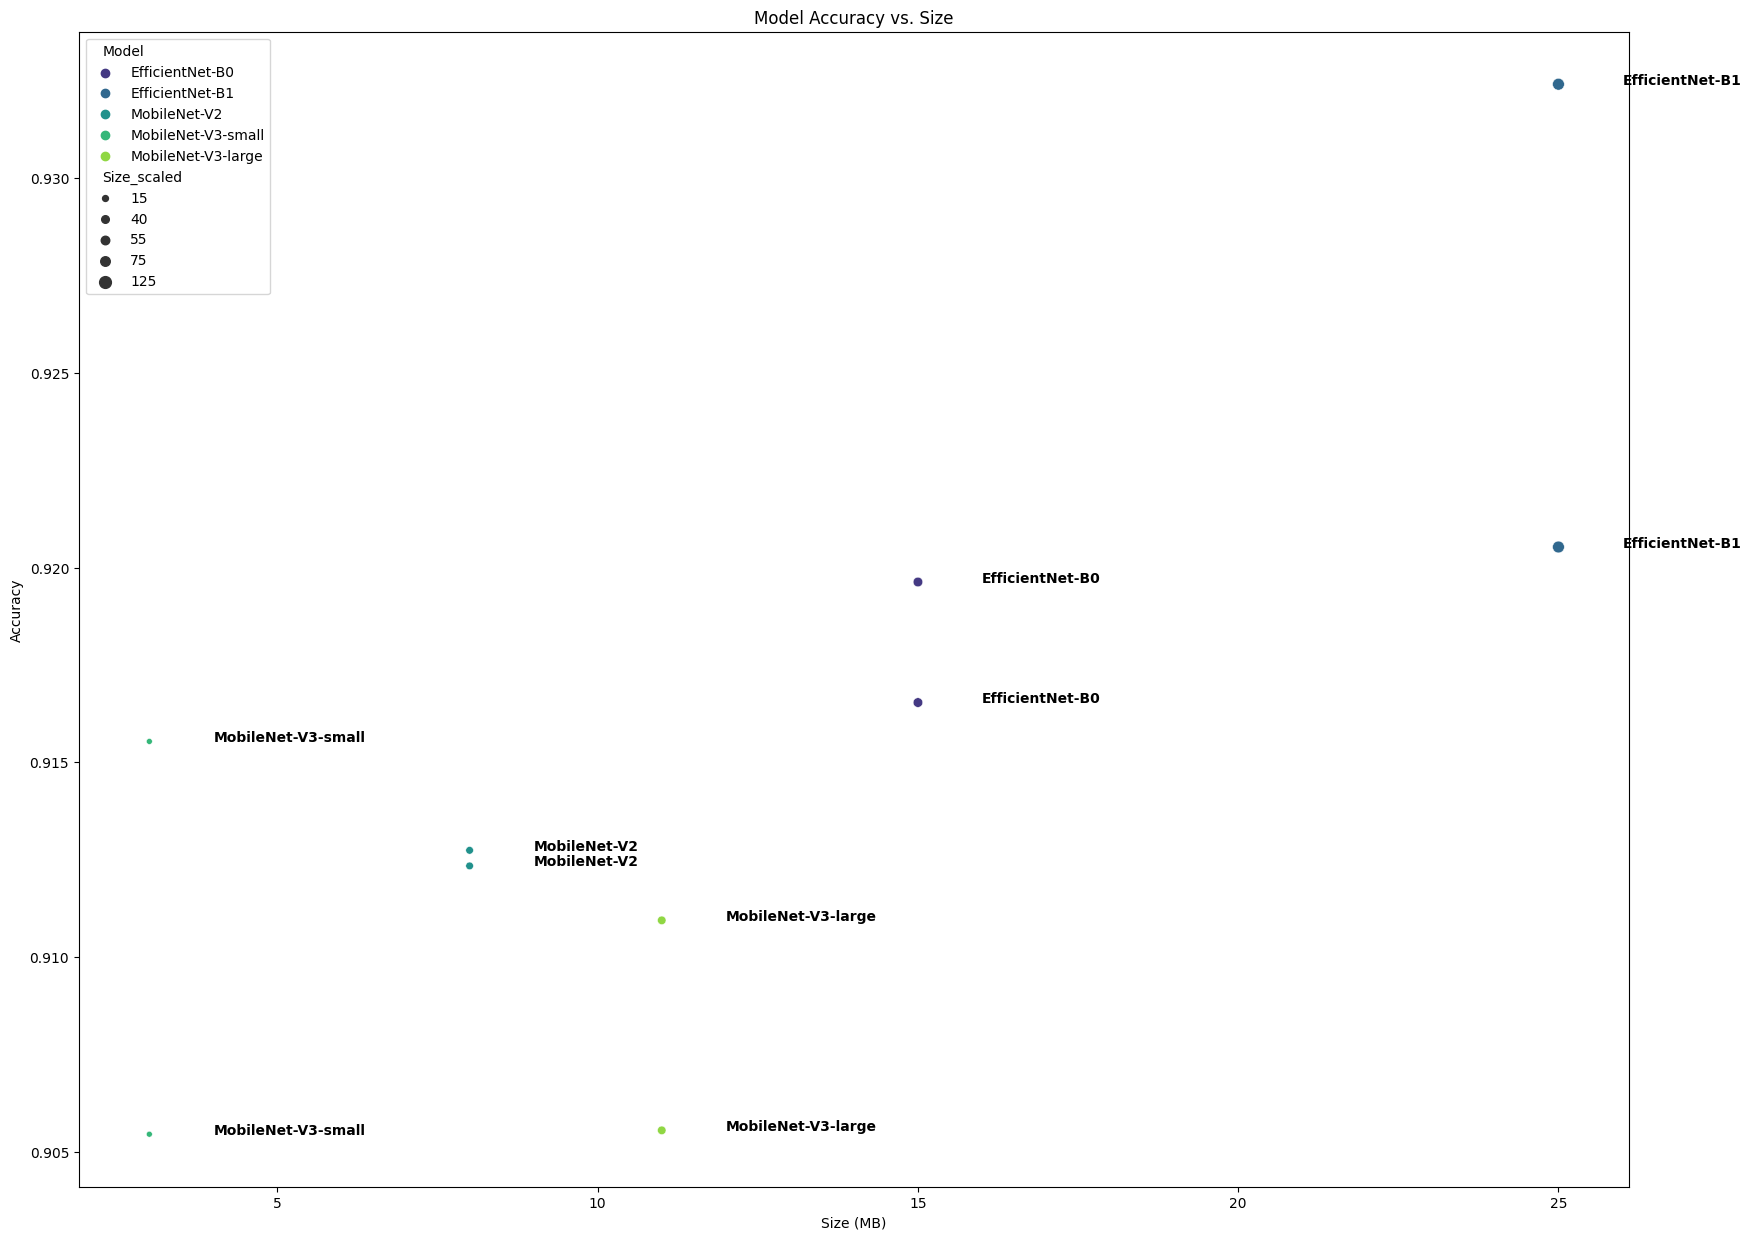 Model Accuracy vs. Size
Model
EfficientNet-B0
EfficientNet-B1
MobileNet-V2
MobileNet-V3-small
MobileNet-V3-large
Size_scaled
15
40
55
75
125
EfficientNet-B1
EfficientNet-B1
EfficientNet-B0
EfficientNet-B0
MobileNet-V3-small
MobileNet-V2
MobileNet-V2
MobileNet-V3-large
MobileNet-V3-large
MobileNet-V3-small
0.930
0.925
0.920
0.915
0.910
0.905
Accuracy
5 10 15 20 25
Size (MB)